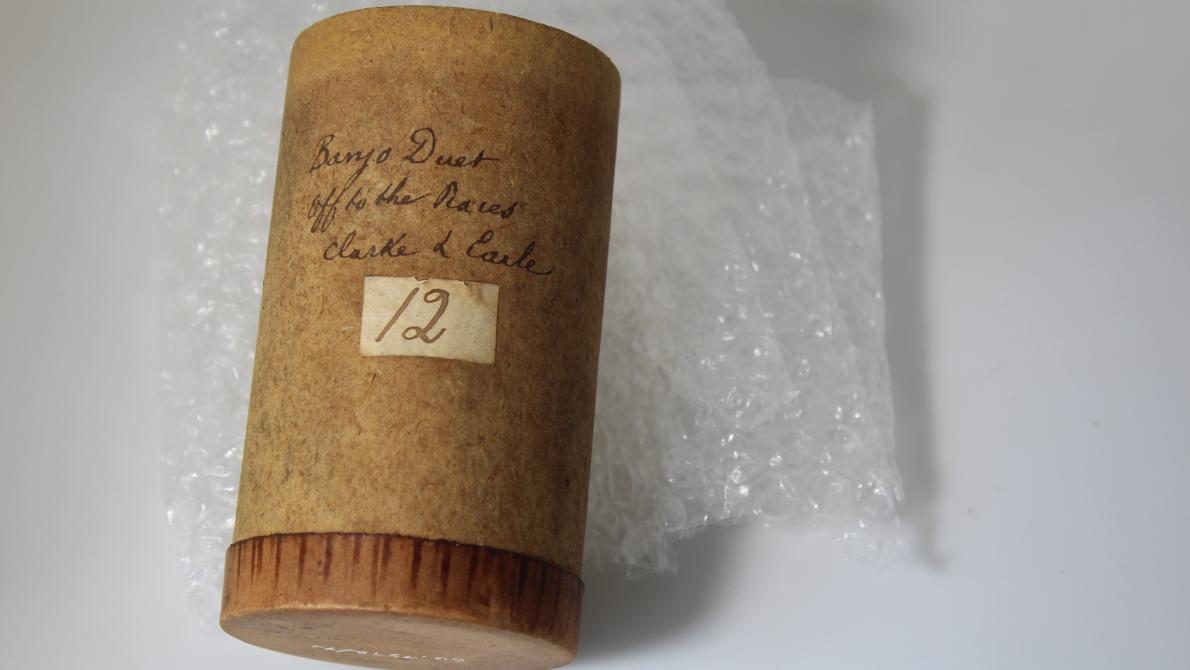 Banjo Duet
off to the Races
Clarke & Earle
12